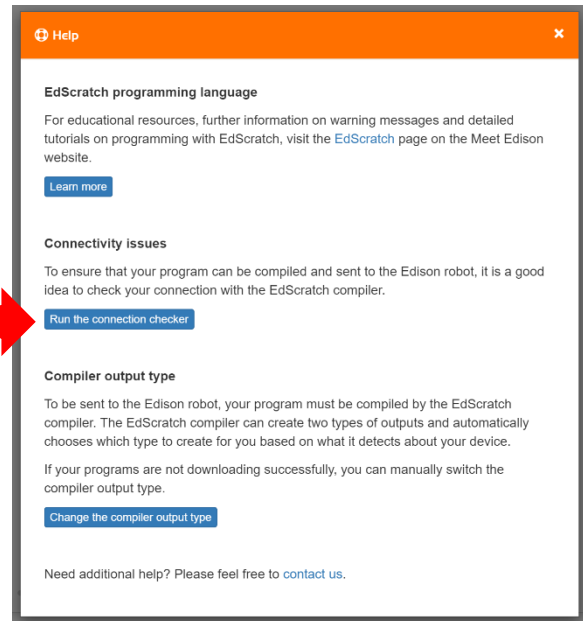 Help ×
EdScratch programming language
For educational resources, further information on warning messages and detailed
tutorials on programming with EdScratch, visit the EdScratch page on the Meet Edison
website.
Learn more
Connectivity issues
To ensure that your program can be compiled and sent to the Edison robot, it is a good
idea to check your connection with the EdScratch compiler.
Run the connection checker
Compiler output type
To be sent to the Edison robot, your program must be compiled by the EdScratch
compiler. The EdScratch compiler can create two types of outputs and automatically
chooses which type to create for you based on what it detects about your device.
If your programs are not downloading successfully, you can manually switch the
compiler output type.
Change the compiler output type
Need additional help? Please feel free to contact us.